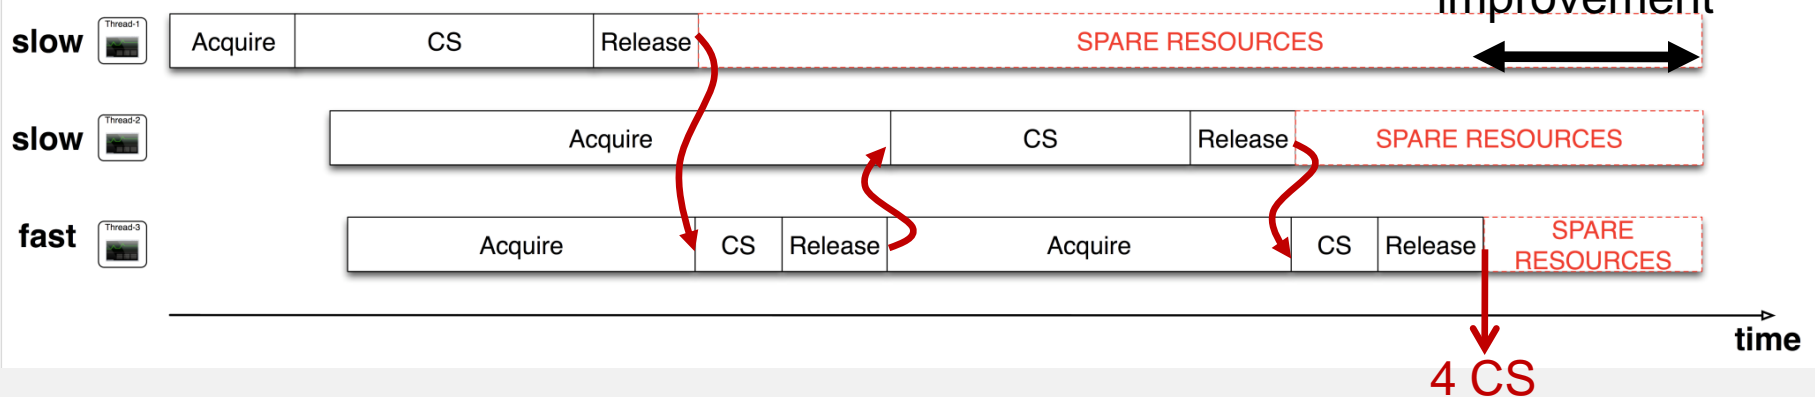 improvement
slow Thread-1 Acquire CS Release SPARE RESOURCES
slow Thread-2 Acquire CS Release SPARE RESOURCES
fast Thread-3 Acquire CS Release Acquire CS Release SPARE
RESOURCES
time
4 CS